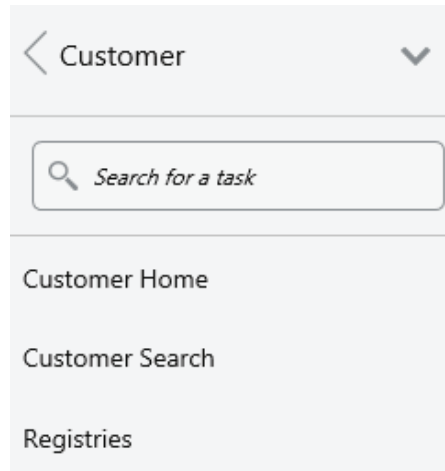 Customer
Search for a task
Customer Home
Customer Search
Registries